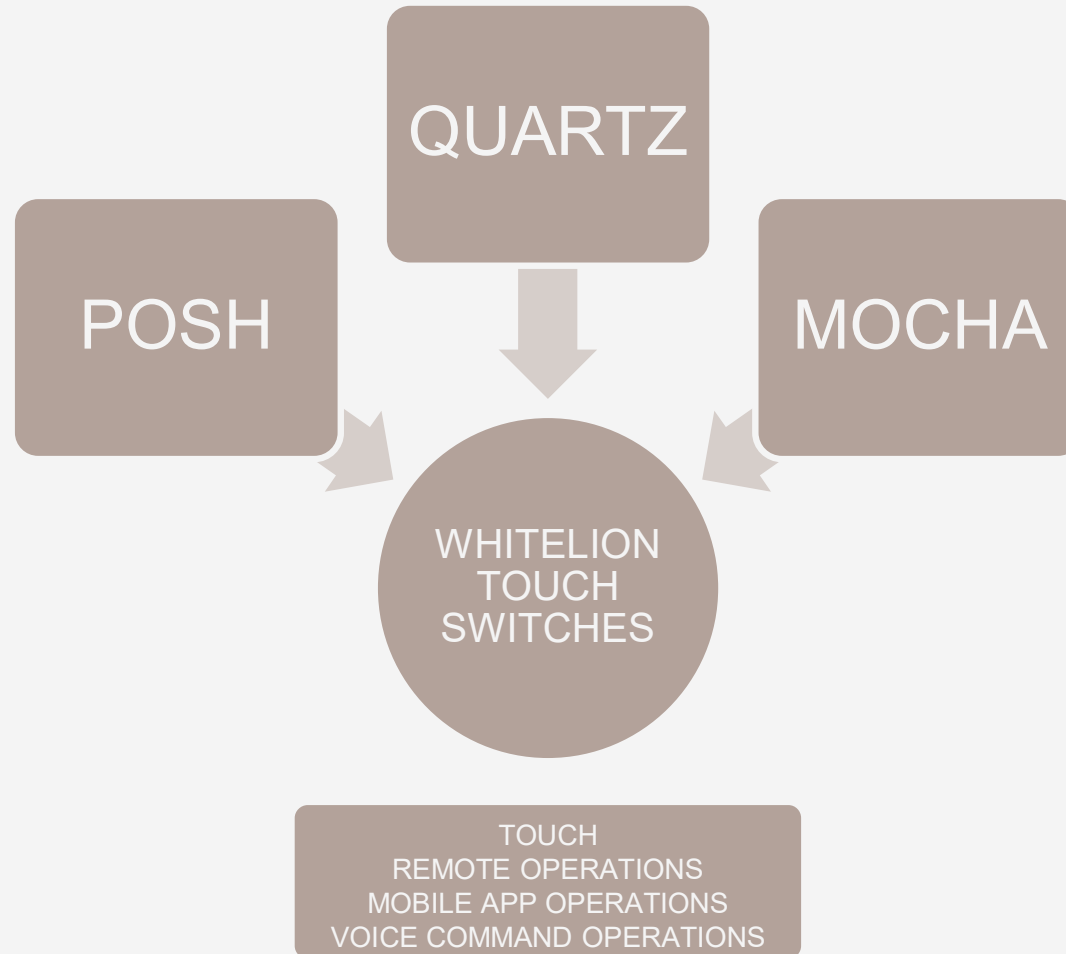 QUARTZ
POSH
MOCHA
WHITELION
TOUCH
SWITCHES
TOUCH
REMOTE OPERATIONS
MOBILE APP OPERATIONS
VOICE COMMAND OPERATIONS